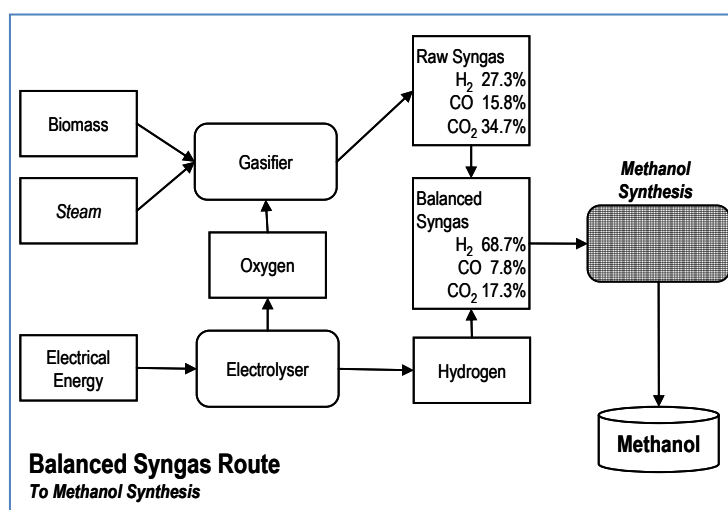 Raw Syngas
H₂ 27.3%
CO 15.8%
CO₂ 34.7%
Biomass
Gasifier
Steam
Methanol
Synthesis
Balanced
Syngas
H₂ 68.7%
CO 7.8%
CO₂ 17.3%
Oxygen
Electrical
Energy
Electrolyser
Hydrogen
Methanol
Balanced Syngas Route
To Methanol Synthesis